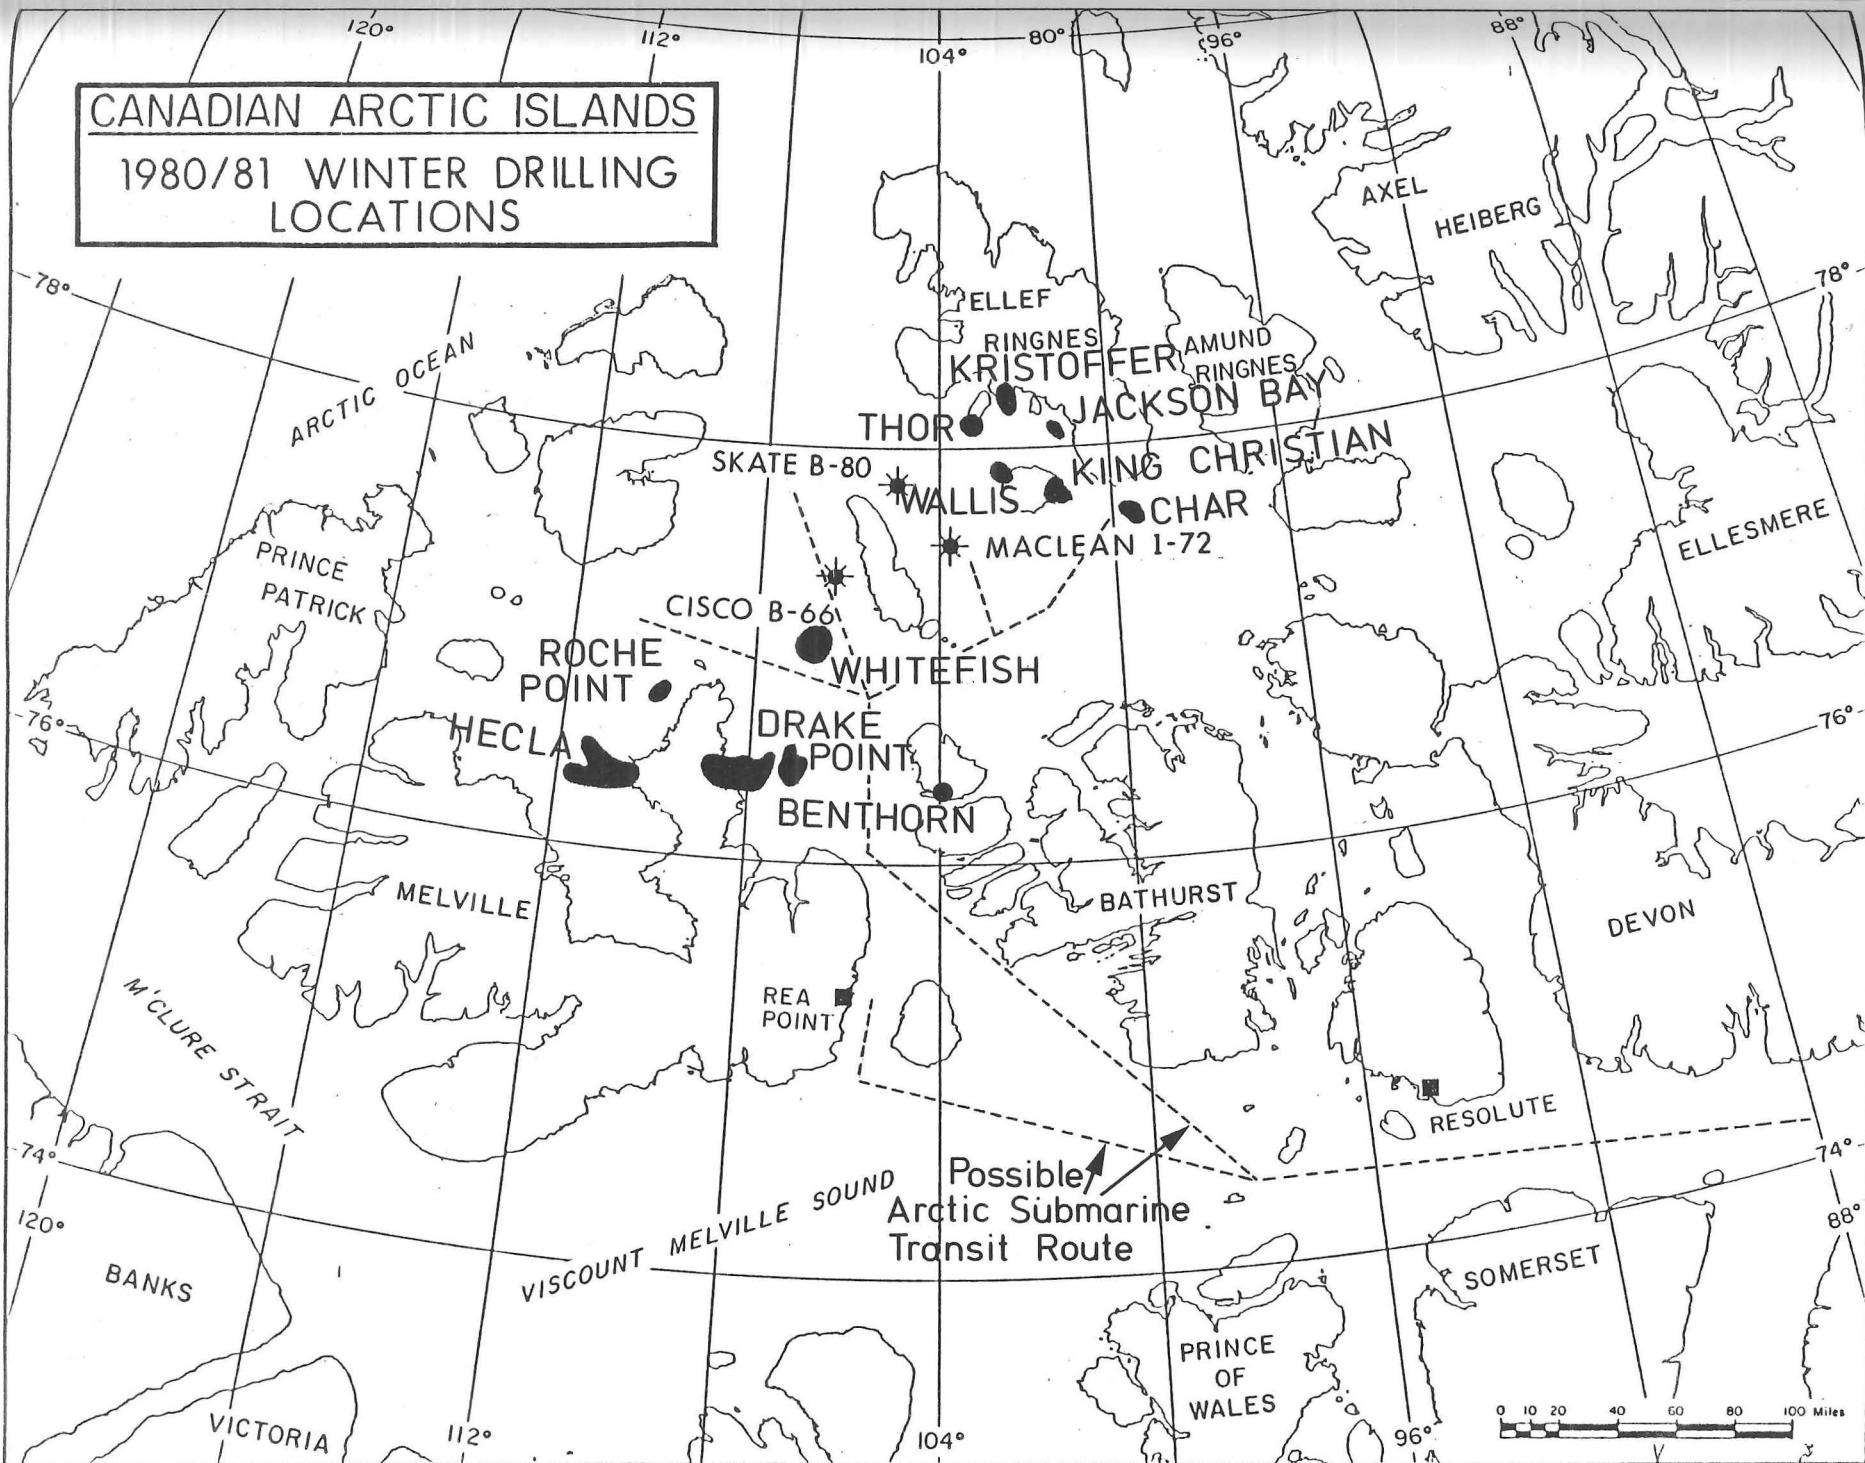 120°
112°
104°
80°
96°
88°
CANADIAN ARCTIC ISLANDS
1980/81 WINTER DRILLING
LOCATIONS
78°
ARCTIC OCEAN
AXEL
HEIBERG
78°
ELLEF
RINGNES
AMUND
RINGNES
KRISTOFFER
JACKSON BAY
THOR
SKATE B-80
KING CHRISTIAN
WALLIS
CHAR
MACLEAN I-72
ELLESMERE
PRINCE
PATRICK
CISCO B-66
ROCHE
POINT
WHITEFISH
76°
HECLA
DRAKE
POINT
76°
BENTHORN
MELVILLE
BATHURST
DEVON
REA
POINT
M'CLURE STRAIT
RESOLUTE
74°
74°
Possible
Arctic Submarine
Transit Route
120°
88°
VISCOUNT MELVILLE SOUND
BANKS
SOMERSET
PRINCE
OF
WALES
VICTORIA
112°
104°
96°
0 10 20 40 60 80 100 Miles